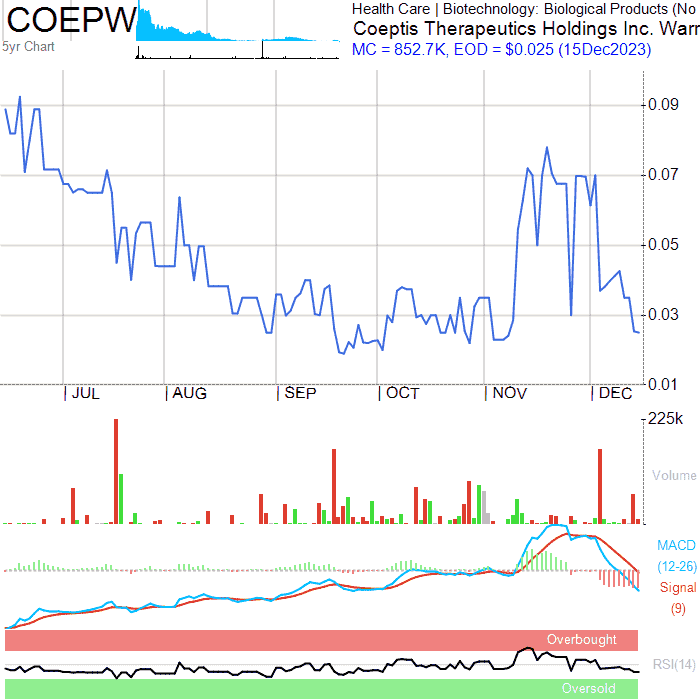 COEPW
5yr Chart
Health Care | Biotechnology: Biological Products (No
Coeptis Therapeutics Holdings Inc. Warr
MC = 852.7K, EOD = $0.025 (15Dec2023)
0.09
0.07
0.05
0.03
0.01
JUL AUG SEP OCT NOV DEC
225k
Volume
MACD
(12-26)
Signal
(9)
Overbought
RSI(14)
Oversold